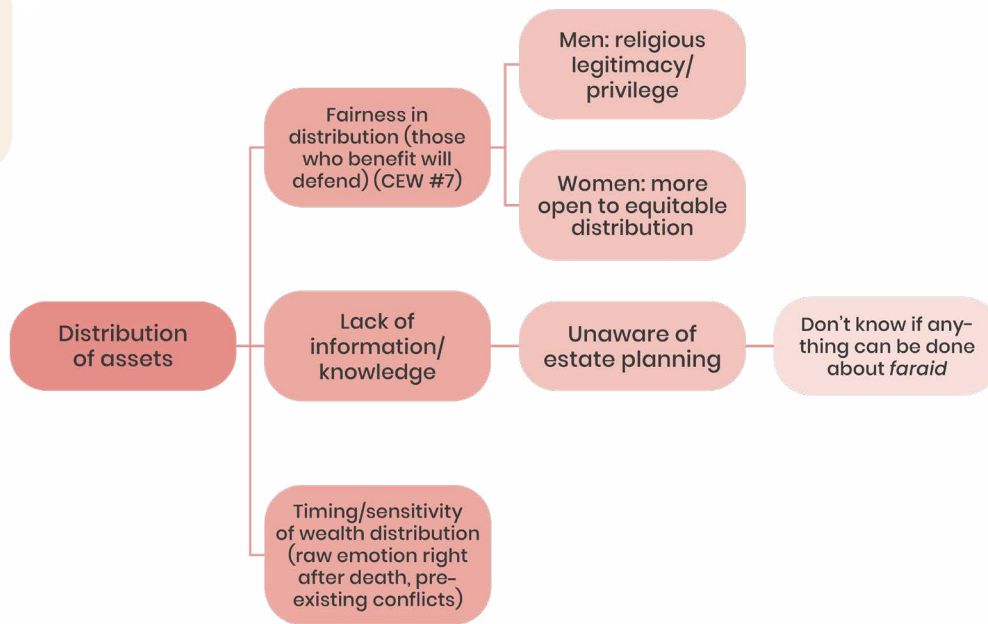 Men: religious
legitimacy/
privilege
Fairness in
distribution (those
who benefit will
defend) (CEW #7)
Women: more
open to equitable
distribution
Distribution
of assets
Lack of
information/
knowledge
Unaware of
estate planning
Don't know if any-
thing can be done
about faraid
Timing/sensitivity
of wealth distribution
(raw emotion right
after death, pre-
existing conflicts)